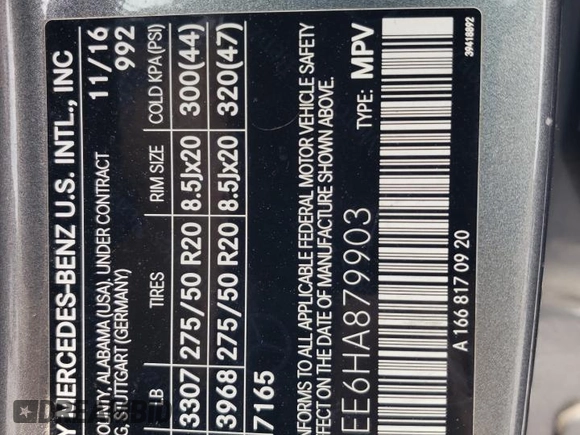 Y MERCEDES-BENZ U.S. INTL., INC
OUNTY, ALABAMA (USA), UNDER CONTRACT 11/16
G, STUTTGART (GERMANY) 992
LB TIRES RIM SIZE COLD KPA (PSI)
3307 275/50 R20 8.5Jx20 300(44)
3968 275/50 R20 8.5Jx20 320(47)
7165
NFORMS TO ALL APPLICABLE FEDERAL MOTOR VEHICLE SAFETY
FFECT ON THE DATE OF MANUFACTURE SHOWN ABOVE.
EE6HA879903 TYPE: MPV
A 166 817 09 20
39418892